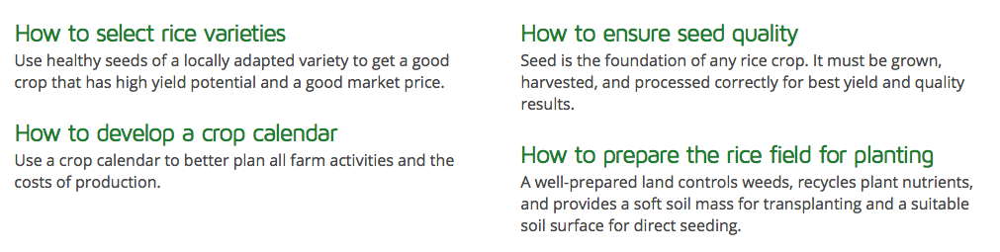 How to select rice varieties
Use healthy seeds of a locally adapted variety to get a good
crop that has high yield potential and a good market price.
How to develop a crop calendar
Use a crop calendar to better plan all farm activities and the
costs of production.
How to ensure seed quality
Seed is the foundation of any rice crop. It must be grown,
harvested, and processed correctly for best yield and quality
results.
How to prepare the rice field for planting
A well-prepared land controls weeds, recycles plant nutrients,
and provides a soft soil mass for transplanting and a suitable
soil surface for direct seeding.